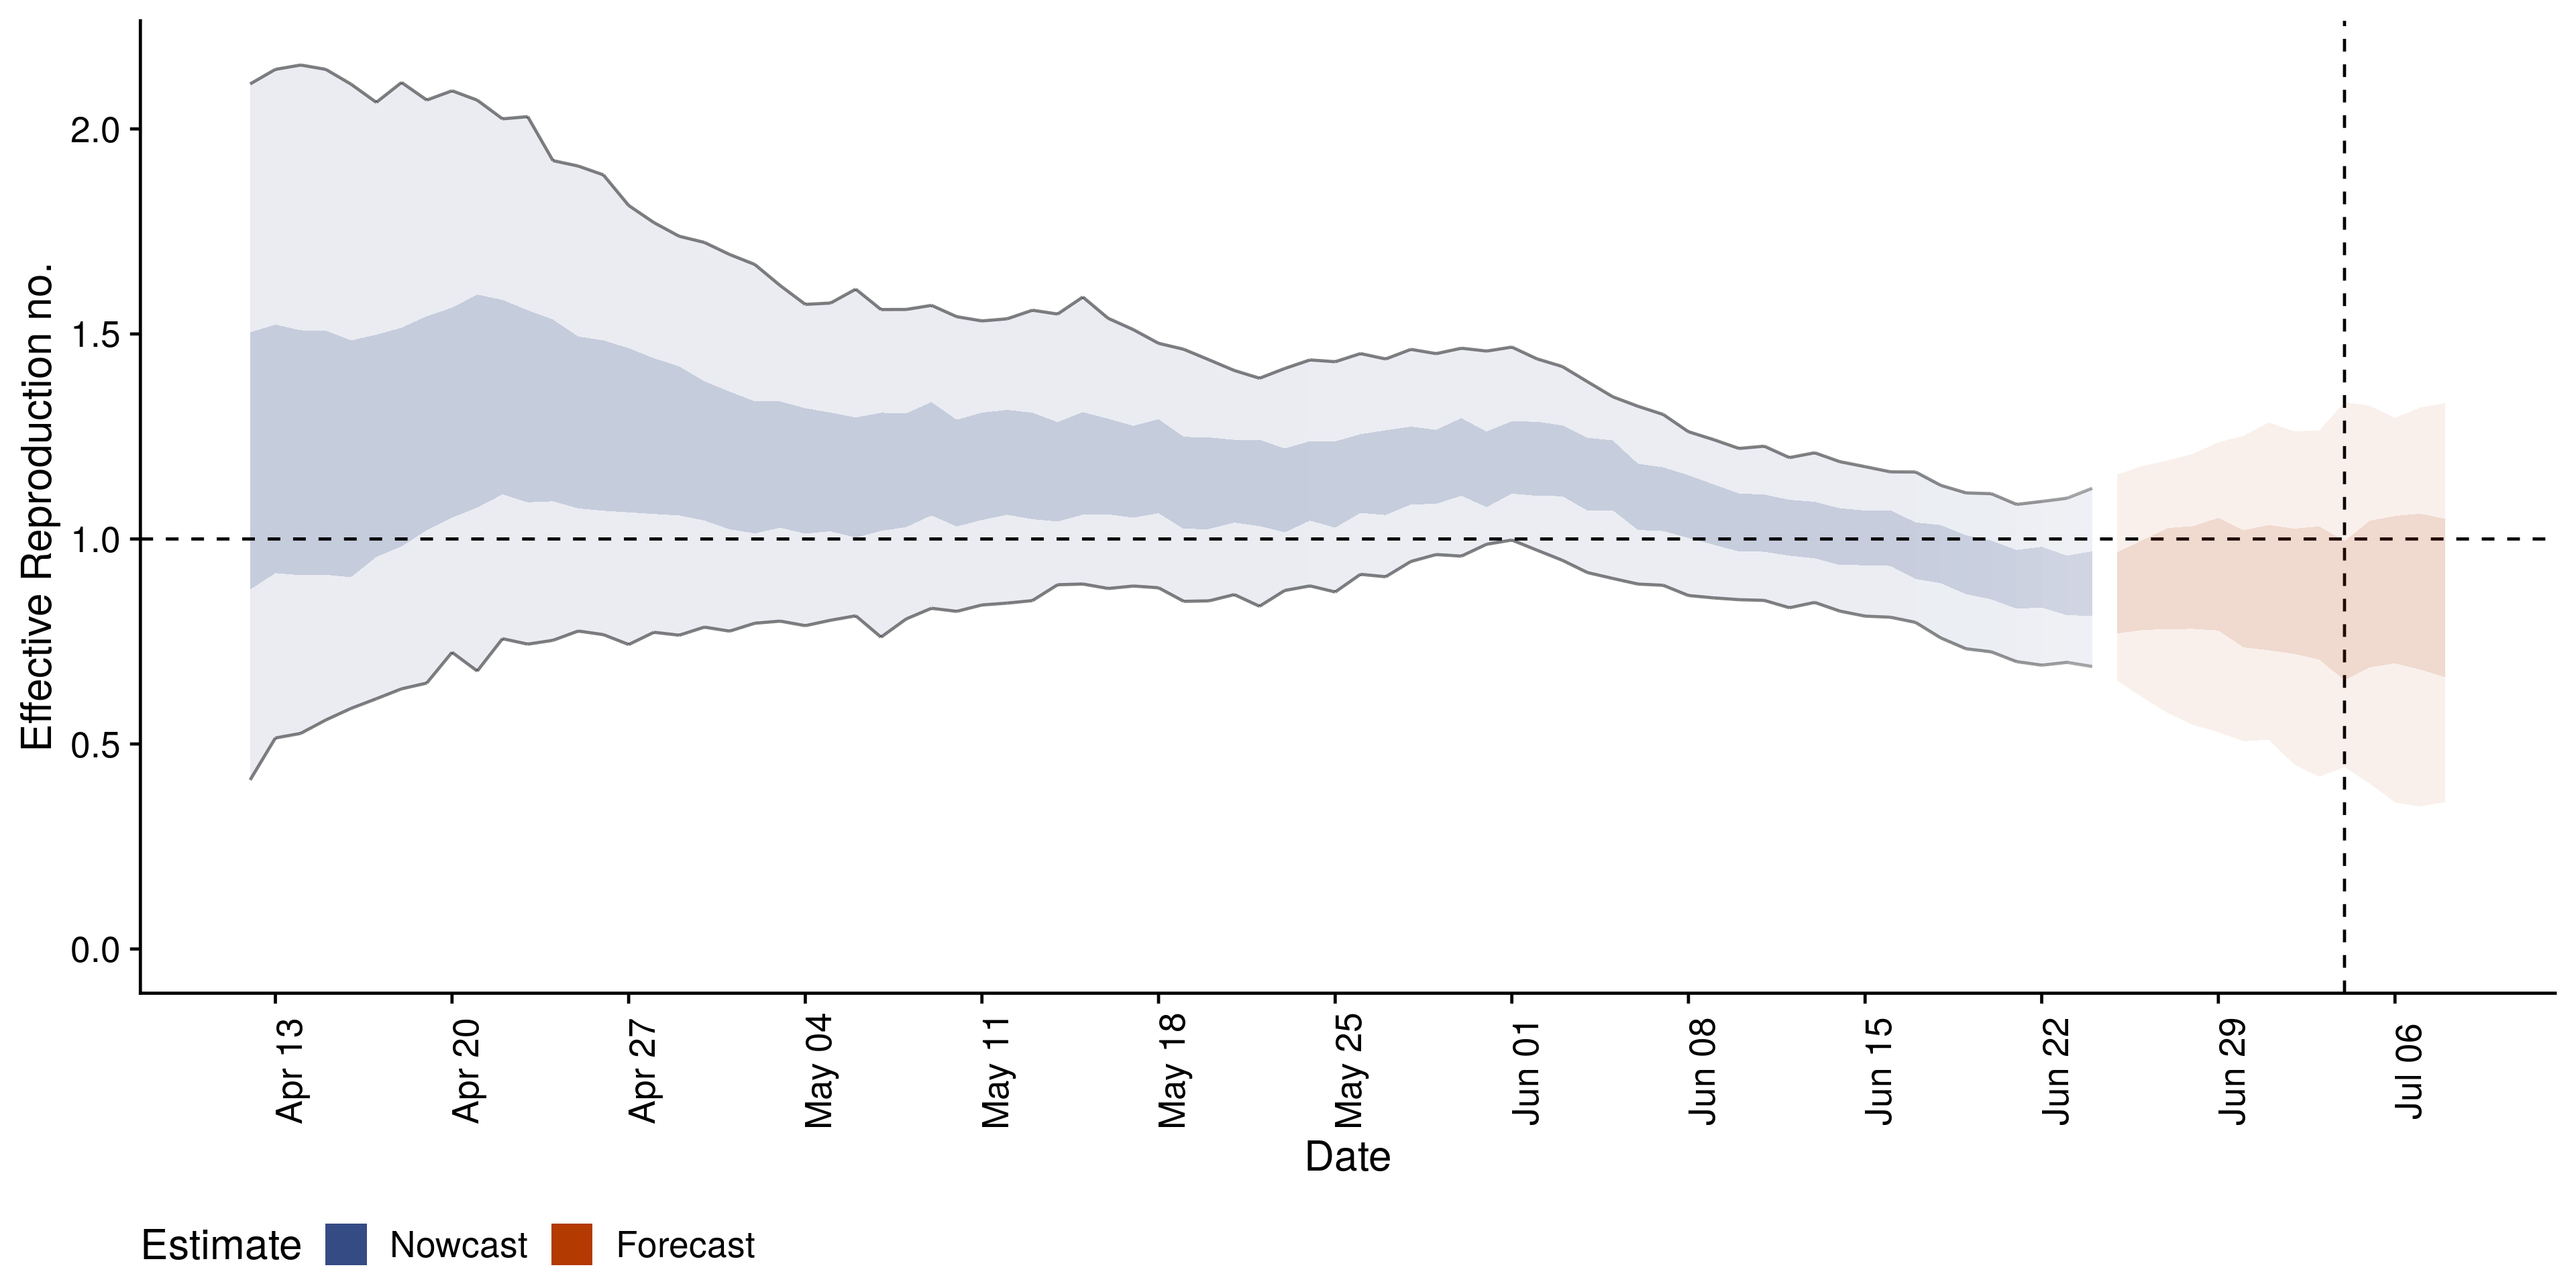 Effective Reproduction no.
2.0
1.5
1.0
0.5
0.0
Apr 13
Apr 20
Apr 27
May 04
May 11
May 18
May 25
Jun 01
Jun 08
Jun 15
Jun 22
Jun 29
Jul 06
Date
Estimate Nowcast Forecast